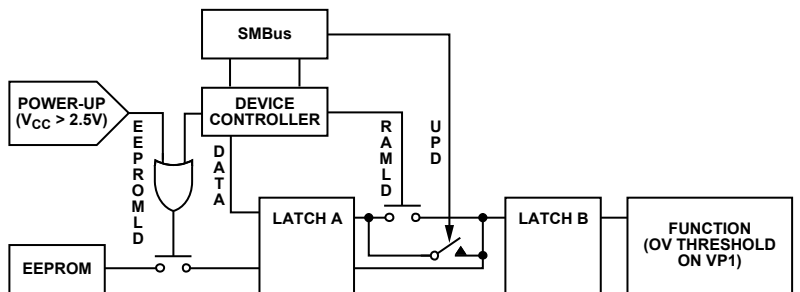 SMBus
POWER-UP
(VCC > 2.5V)
DEVICE
CONTROLLER
EEPROMLD
DATA
RAMLD
UPD
LATCH A
LATCH B
FUNCTION
(OV THRESHOLD
ON VP1)
EEPROM